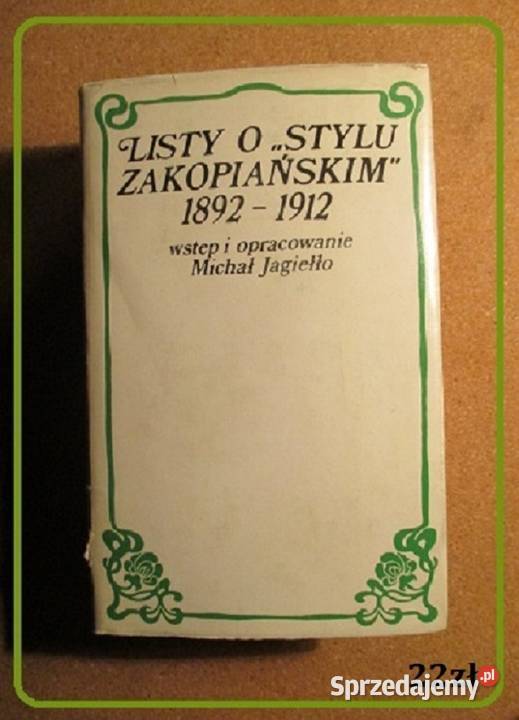 LISTY O „STYLU
ZAKOPIAŃSKIM"
1892 – 1912
wstęp i opracowanie
Michał Jagiełło
22zł
Sprzedajemy.pl